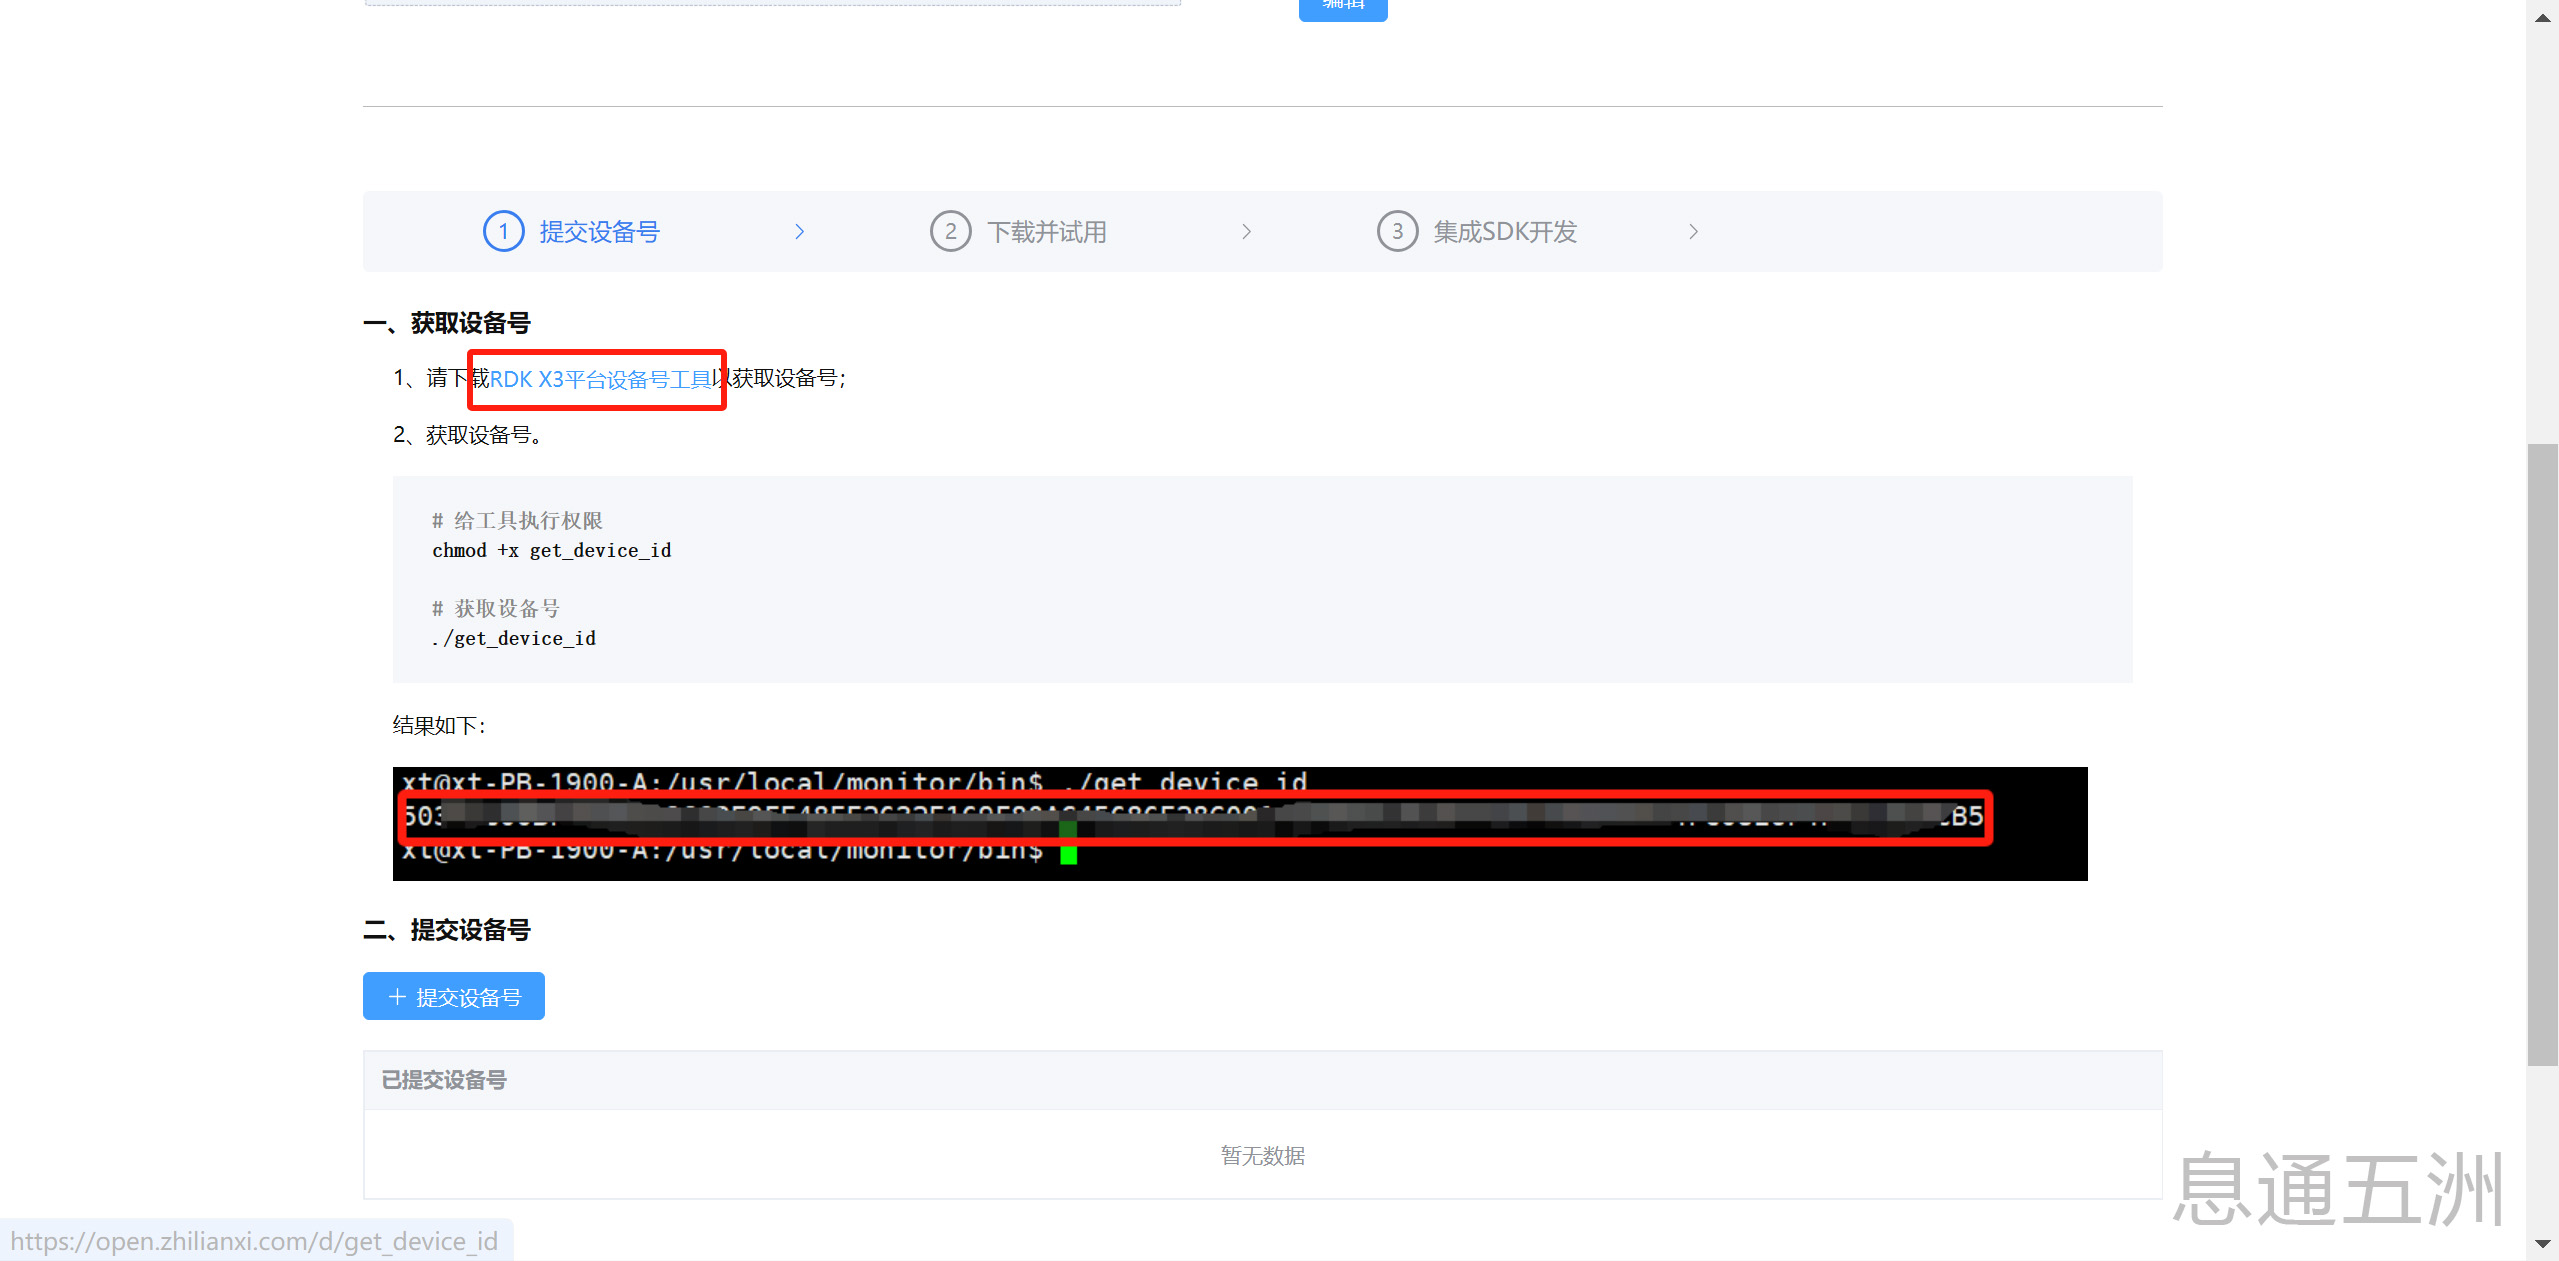 编辑
1 提交设备号 > 2 下载并试用 > 3 集成SDK开发 >
一、获取设备号
1、请下载RDK X3平台设备号工具以获取设备号；
2、获取设备号。
# 给工具执行权限
chmod +x get_device_id
# 获取设备号
./get_device_id
结果如下：
xt@xt-PB-1900-A:/usr/local/monitor/bin$ ./get_device_id
503 B5
xt@xt-PB-1900-A:/usr/local/monitor/bin$
二、提交设备号
+ 提交设备号
已提交设备号
暂无数据
息通五洲
https://open.zhilianxi.com/d/get_device_id